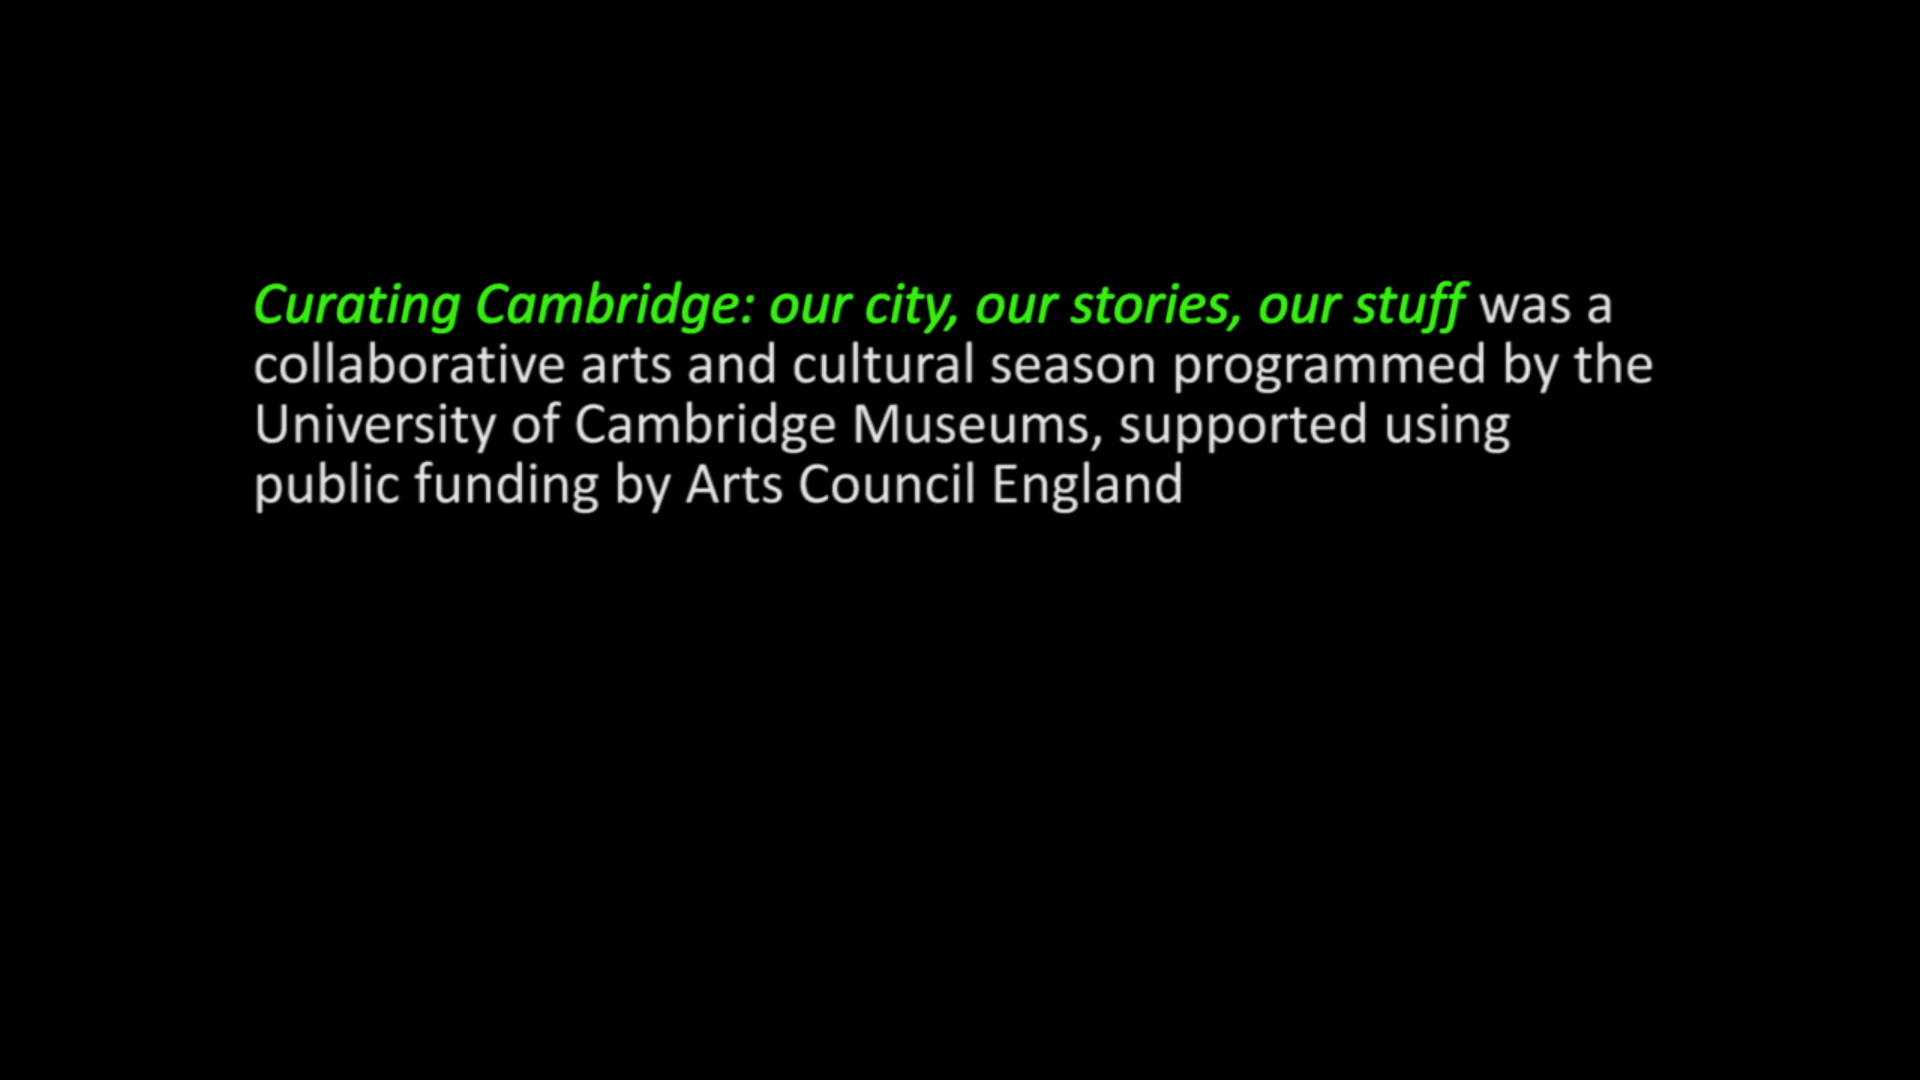 Curating Cambridge: our city, our stories, our stuff was a
collaborative arts and cultural season programmed by the
University of Cambridge Museums, supported using
public funding by Arts Council England